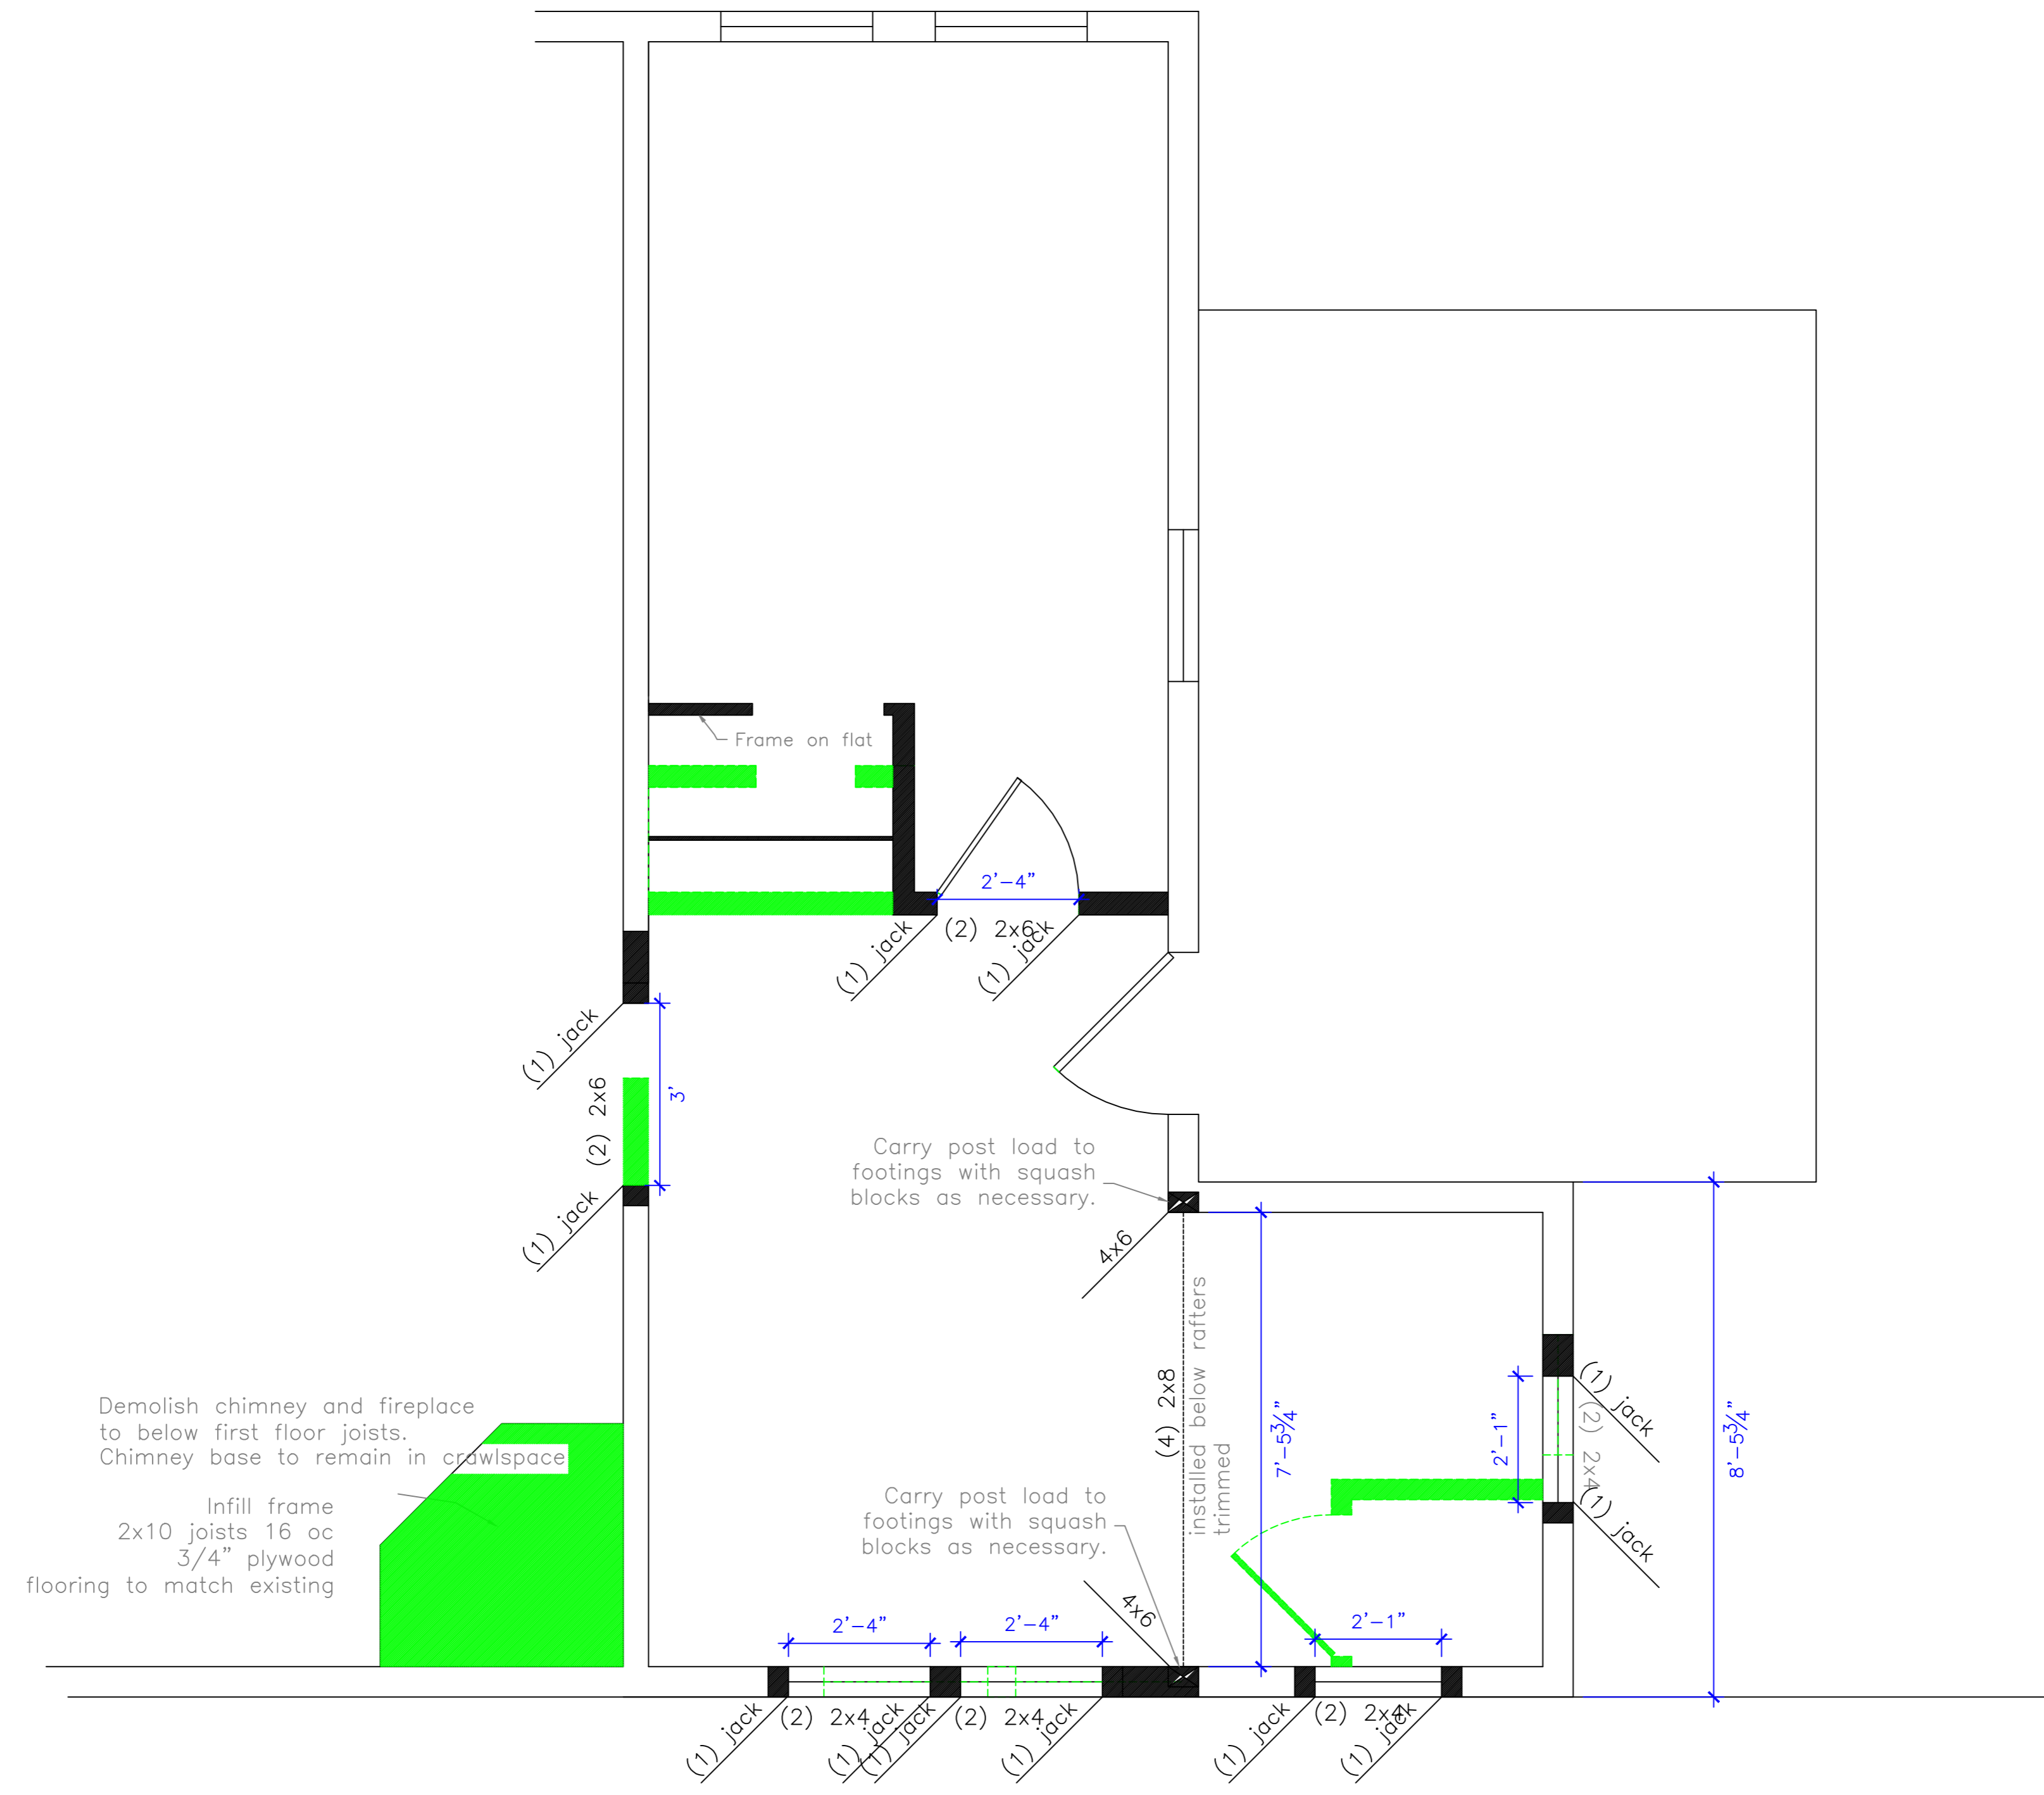 Frame on flat
2'-4"
(2) 2x6
(1) jack
(1) jack
(1) jack
(2) 2x6
3'
(1) jack
Carry post load to
footings with squash
blocks as necessary.
4x6
(4) 2x8
installed below rafters
trimmed
7'-5 3/4"
8'-5 3/4"
2'-1"
(1) jack
(2) 2x4
(1) jack
Demolish chimney and fireplace
to below first floor joists.
Chimney base to remain in crawlspace
Infill frame
2x10 joists 16 oc
3/4" plywood
flooring to match existing
Carry post load to
footings with squash
blocks as necessary.
4x6
2'-4"
2'-4"
2'-1"
(1) jack
(2) 2x4
(1) jack
(1) jack
(2) 2x4
(1) jack
(1) jack
(2) 2x4
(1) jack